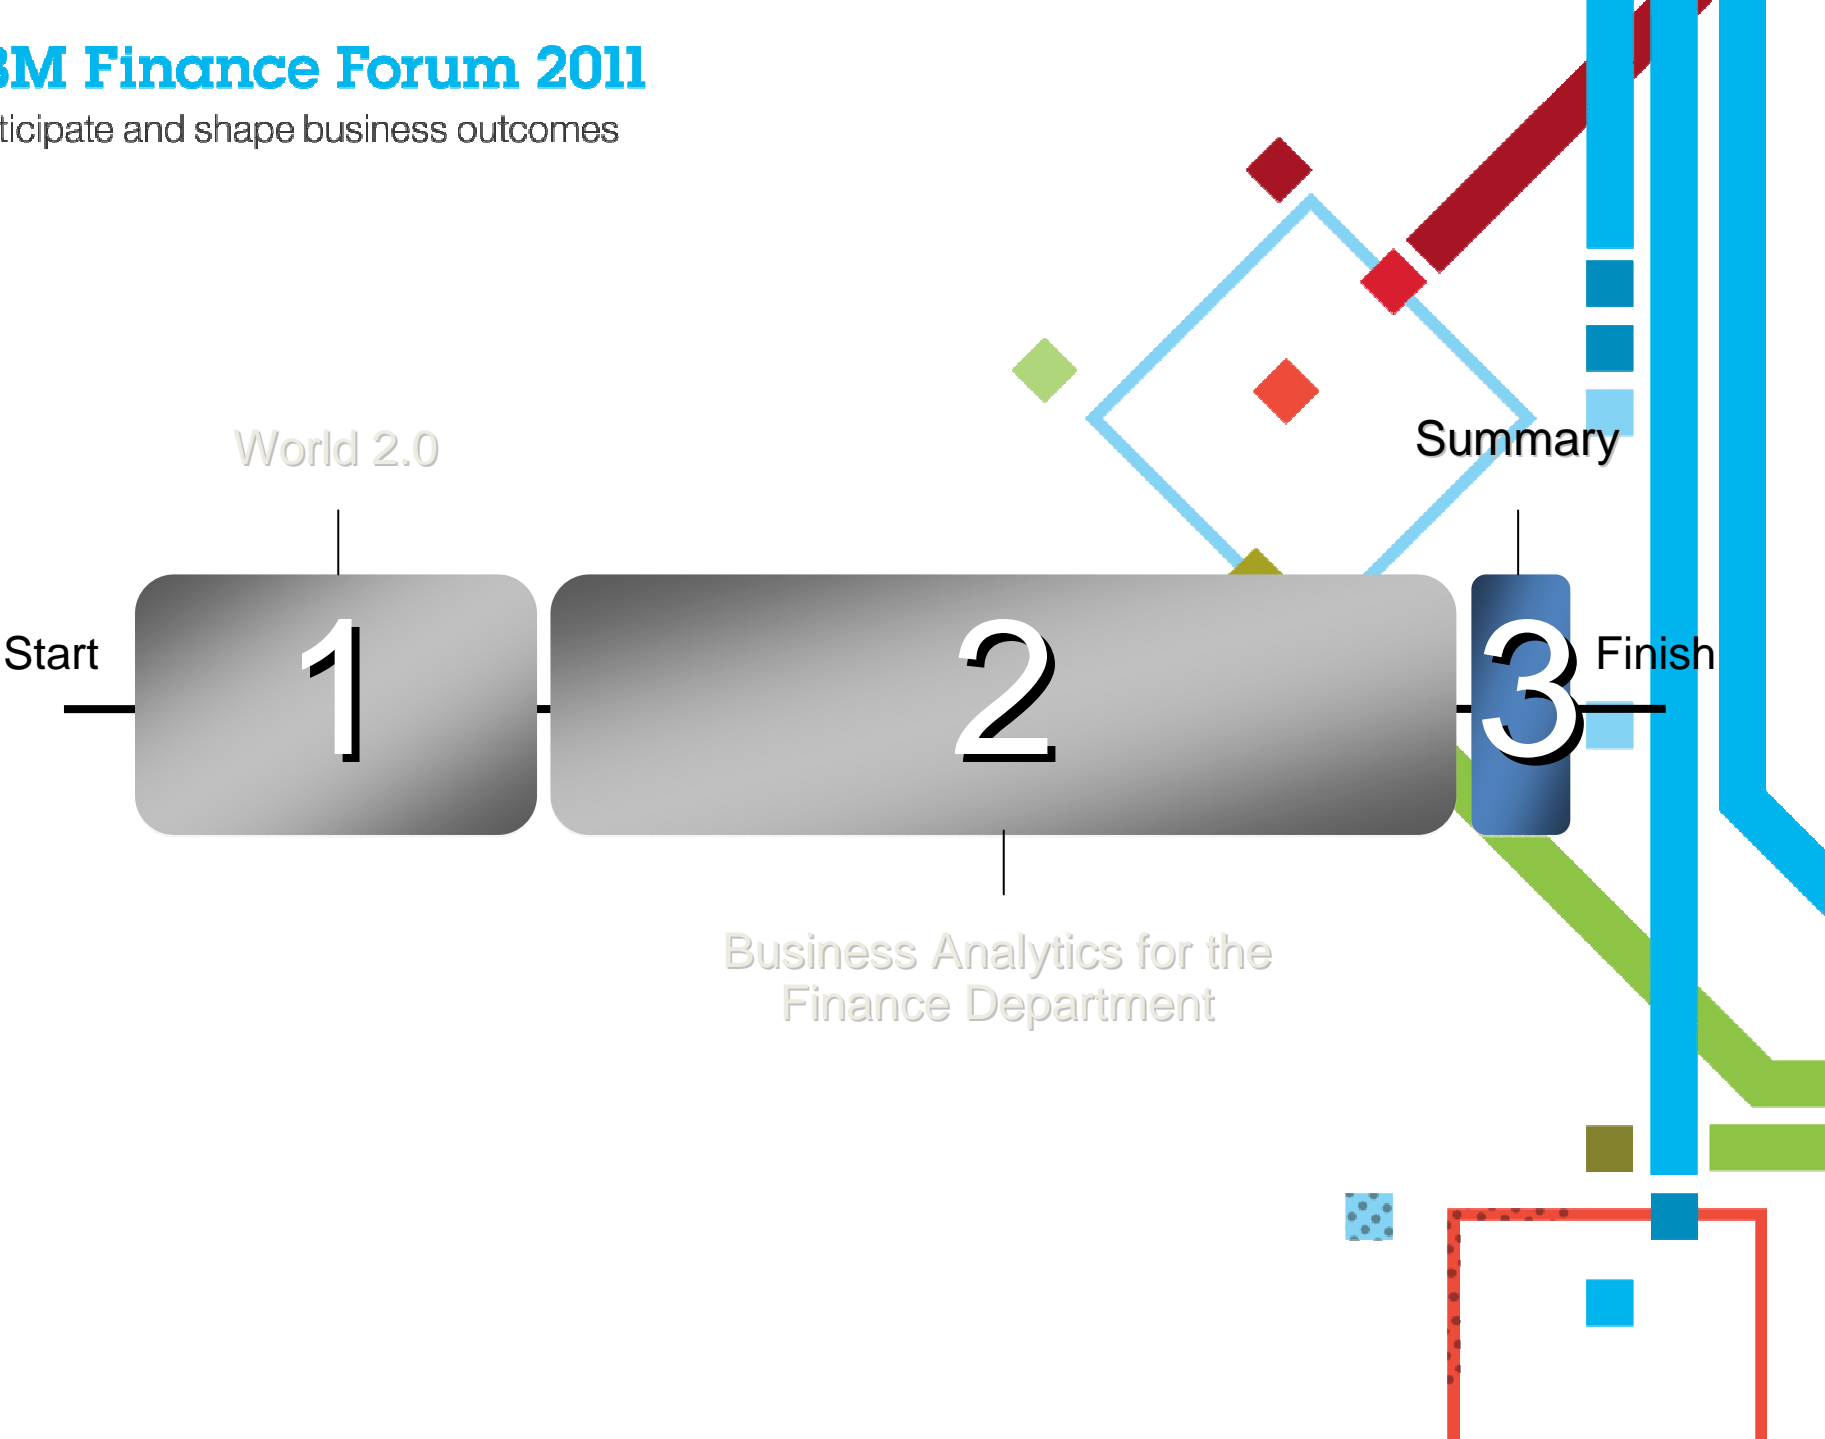 BM Finance Forum 2011
ticipate and shape business outcomes
World 2.0
Summary
Start
1
2
3
Finish
Business Analytics for the
Finance Department